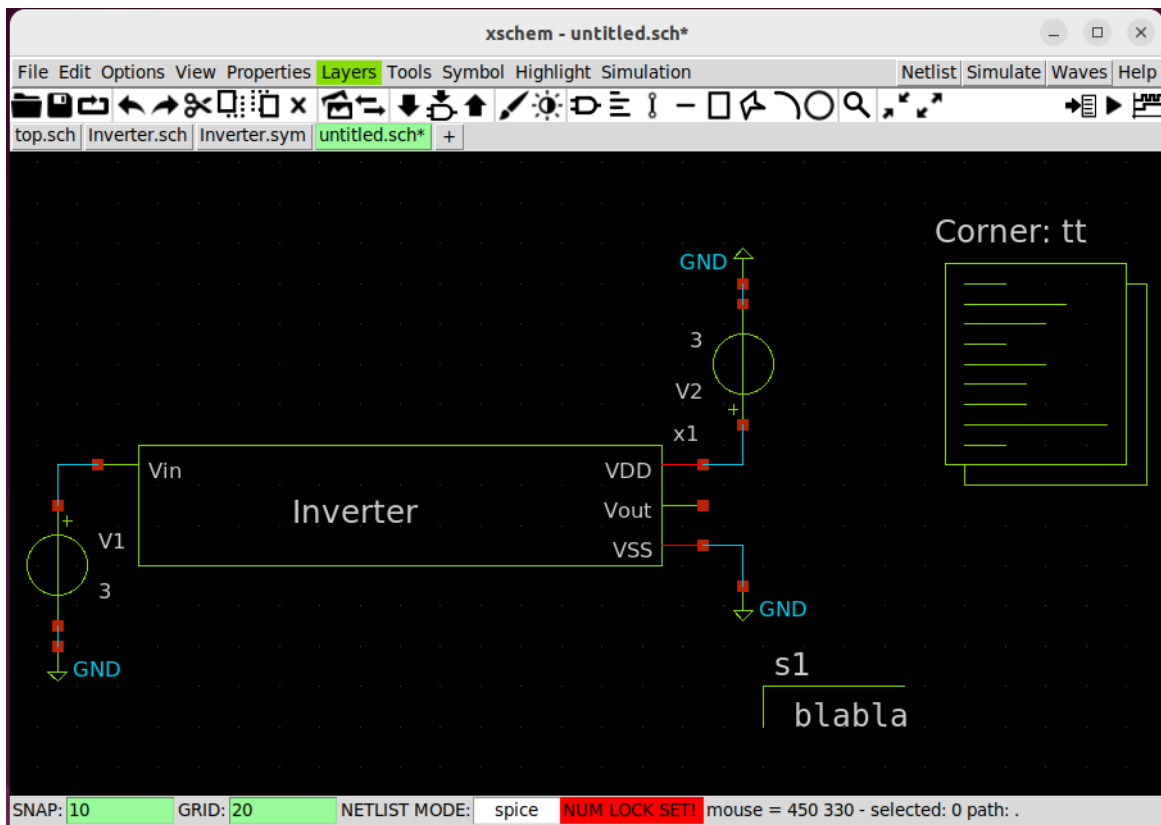 xschem - untitled.sch*
File Edit Options View Properties Layers Tools Symbol Highlight Simulation Netlist Simulate Waves Help
top.sch Inverter.sch Inverter.sym untitled.sch* +
Corner: tt
GND
3
V2
x1
Vin
VDD
Inverter
Vout
VSS
V1
3
GND
GND
s1
blabla
SNAP: 10 GRID: 20 NETLIST MODE: spice NUM LOCK SET! mouse = 450 330 - selected: 0 path: .